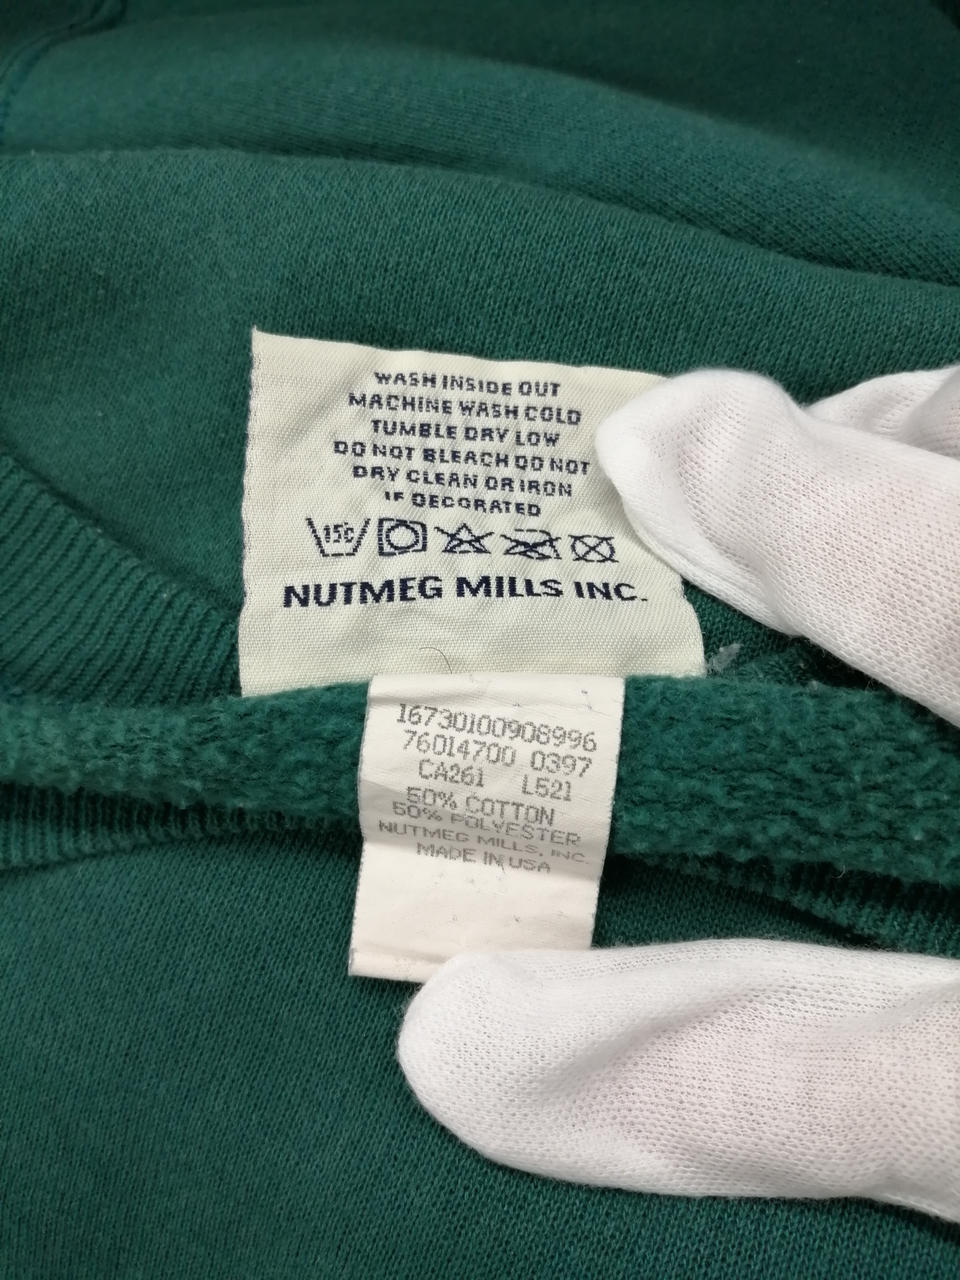 WASH INSIDE OUT
MACHINE WASH COLD
TUMBLE DRY LOW
DO NOT BLEACH DO NOT
DRY CLEAN OR IRON
IF DECORATED
15C
NUTMEG MILLS INC.
16730100908996
76014700 0397
CA261 L521
50% COTTON
50% POLYESTER
NUTMEG MILLS, INC.
MADE IN USA